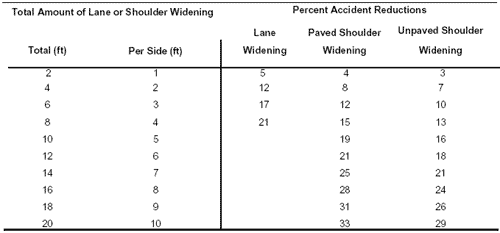 Total Amount of Lane or Shoulder Widening Percent Accident Reductions
Lane Paved Shoulder Unpaved Shoulder
Total (ft) Per Side (ft) Widening Widening Widening
2 1 5 4 3
4 2 12 8 7
6 3 17 12 10
8 4 21 15 13
10 5 19 16
12 6 21 18
14 7 25 21
16 8 28 24
18 9 31 26
20 10 33 29